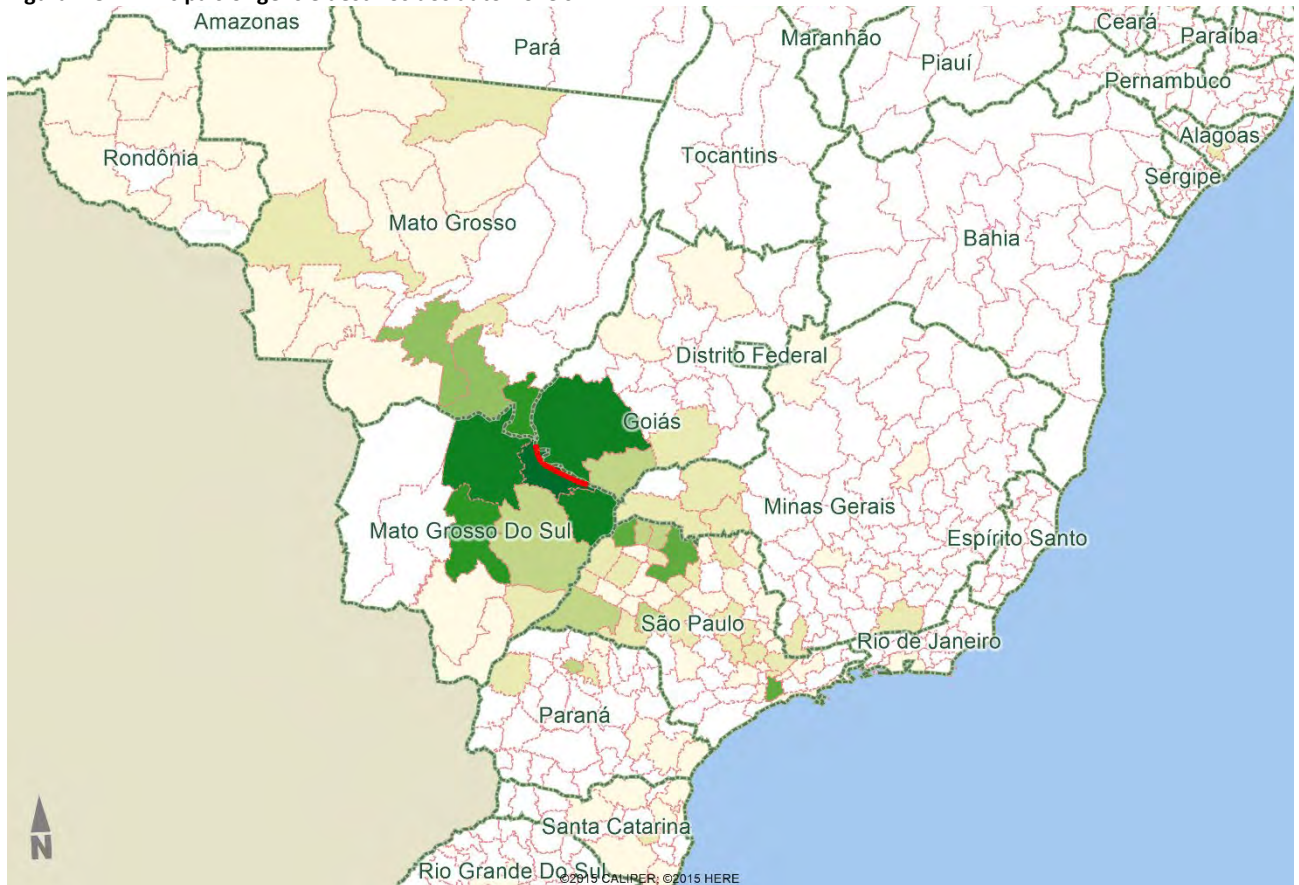 Amazonas
Pará
Maranhão
Piauí
Ceará
Paraíba
Pernambuco
Alagoas
Sergipe
Rondônia
Tocantins
Mato Grosso
Bahia
Distrito Federal
Goiás
Minas Gerais
Mato Grosso Do Sul
Espírito Santo
São Paulo
Rio de Janeiro
Paraná
Santa Catarina
Rio Grande Do Sul
N
©2015 CALIPER; ©2015 HERE